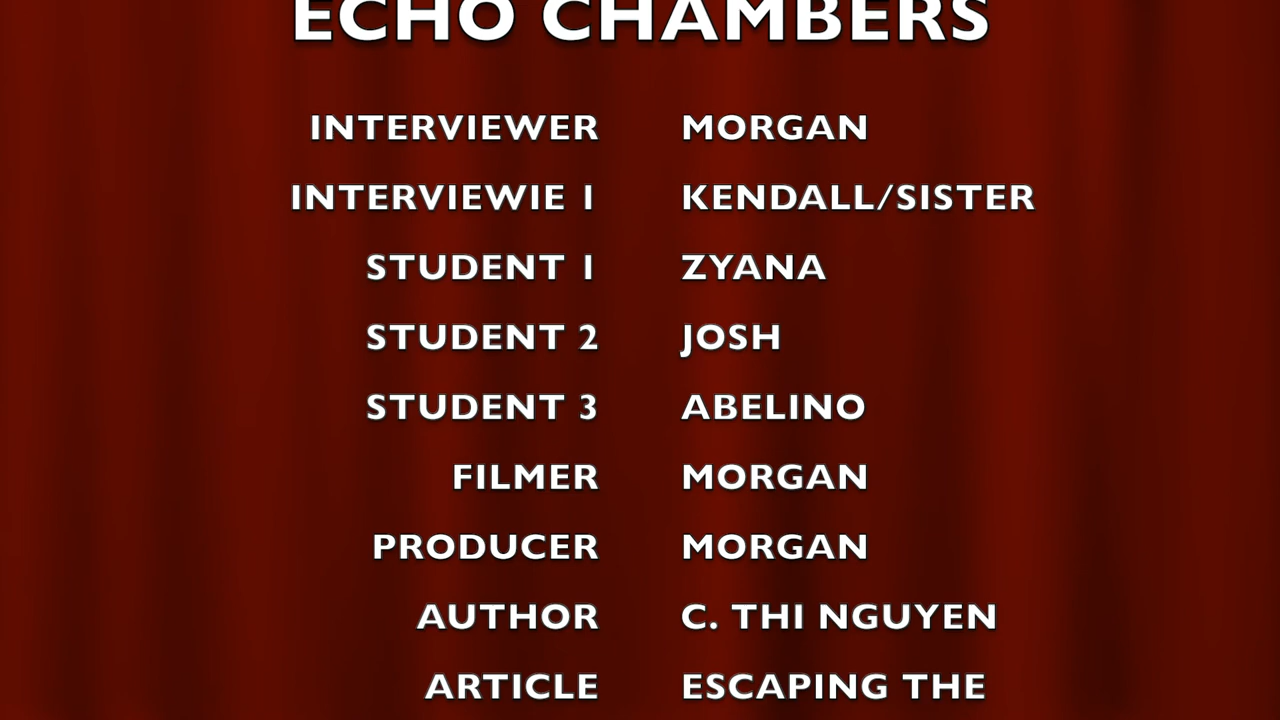 ECHO CHAMBERS
INTERVIEWER MORGAN
INTERVIEWIE 1 KENDALL/SISTER
STUDENT 1 ZYANA
STUDENT 2 JOSH
STUDENT 3 ABELINO
FILMER MORGAN
PRODUCER MORGAN
AUTHOR C. THI NGUYEN
ARTICLE ESCAPING THE